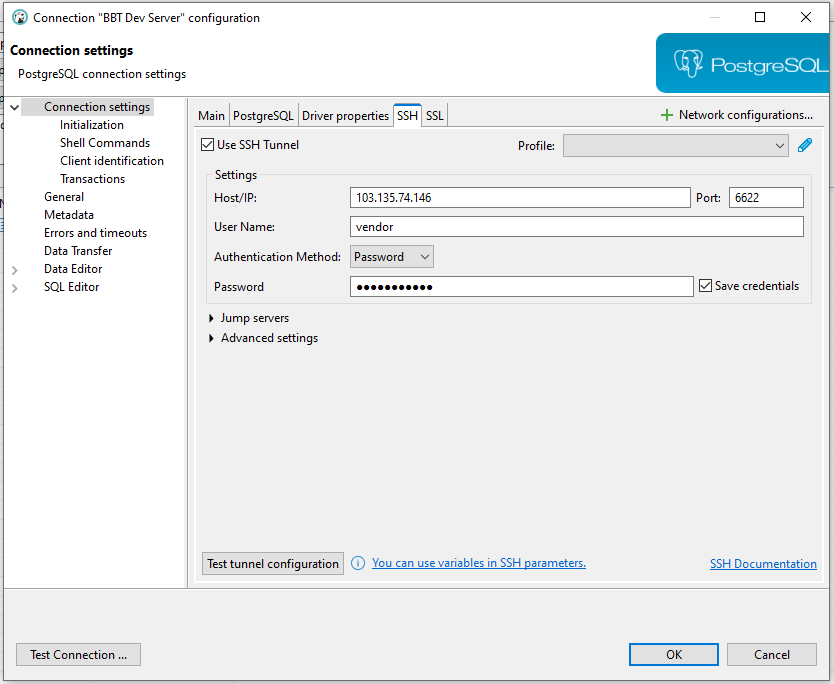 Connection "BBT Dev Server" configuration
Connection settings
PostgreSQL connection settings
PostgreSQL
Connection settings
Initialization
Shell Commands
Client identification
Transactions
General
Metadata
Errors and timeouts
Data Transfer
Data Editor
SQL Editor
Main PostgreSQL Driver properties SSH SSL Network configurations...
Use SSH Tunnel Profile:
Settings
Host/IP: 103.135.74.146 Port: 6622
User Name: vendor
Authentication Method: Password
Password ●●●●●●●●●●● Save credentials
Jump servers
Advanced settings
Test tunnel configuration You can use variables in SSH parameters. SSH Documentation
Test Connection ... OK Cancel